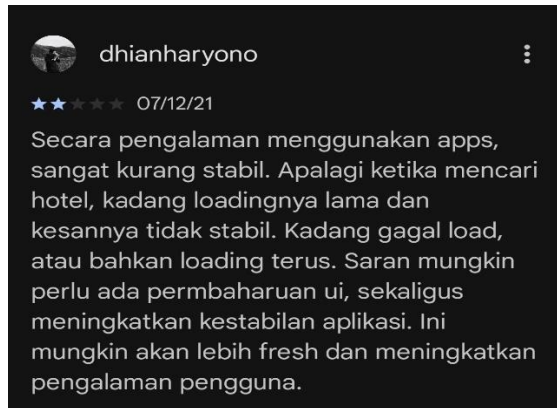 dhianharyono
07/12/21
Secara pengalaman menggunakan apps,
sangat kurang stabil. Apalagi ketika mencari
hotel, kadang loadingnya lama dan
kesannya tidak stabil. Kadang gagal load,
atau bahkan loading terus. Saran mungkin
perlu ada permbaharuan ui, sekaligus
meningkatkan kestabilan aplikasi. Ini
mungkin akan lebih fresh dan meningkatkan
pengalaman pengguna.